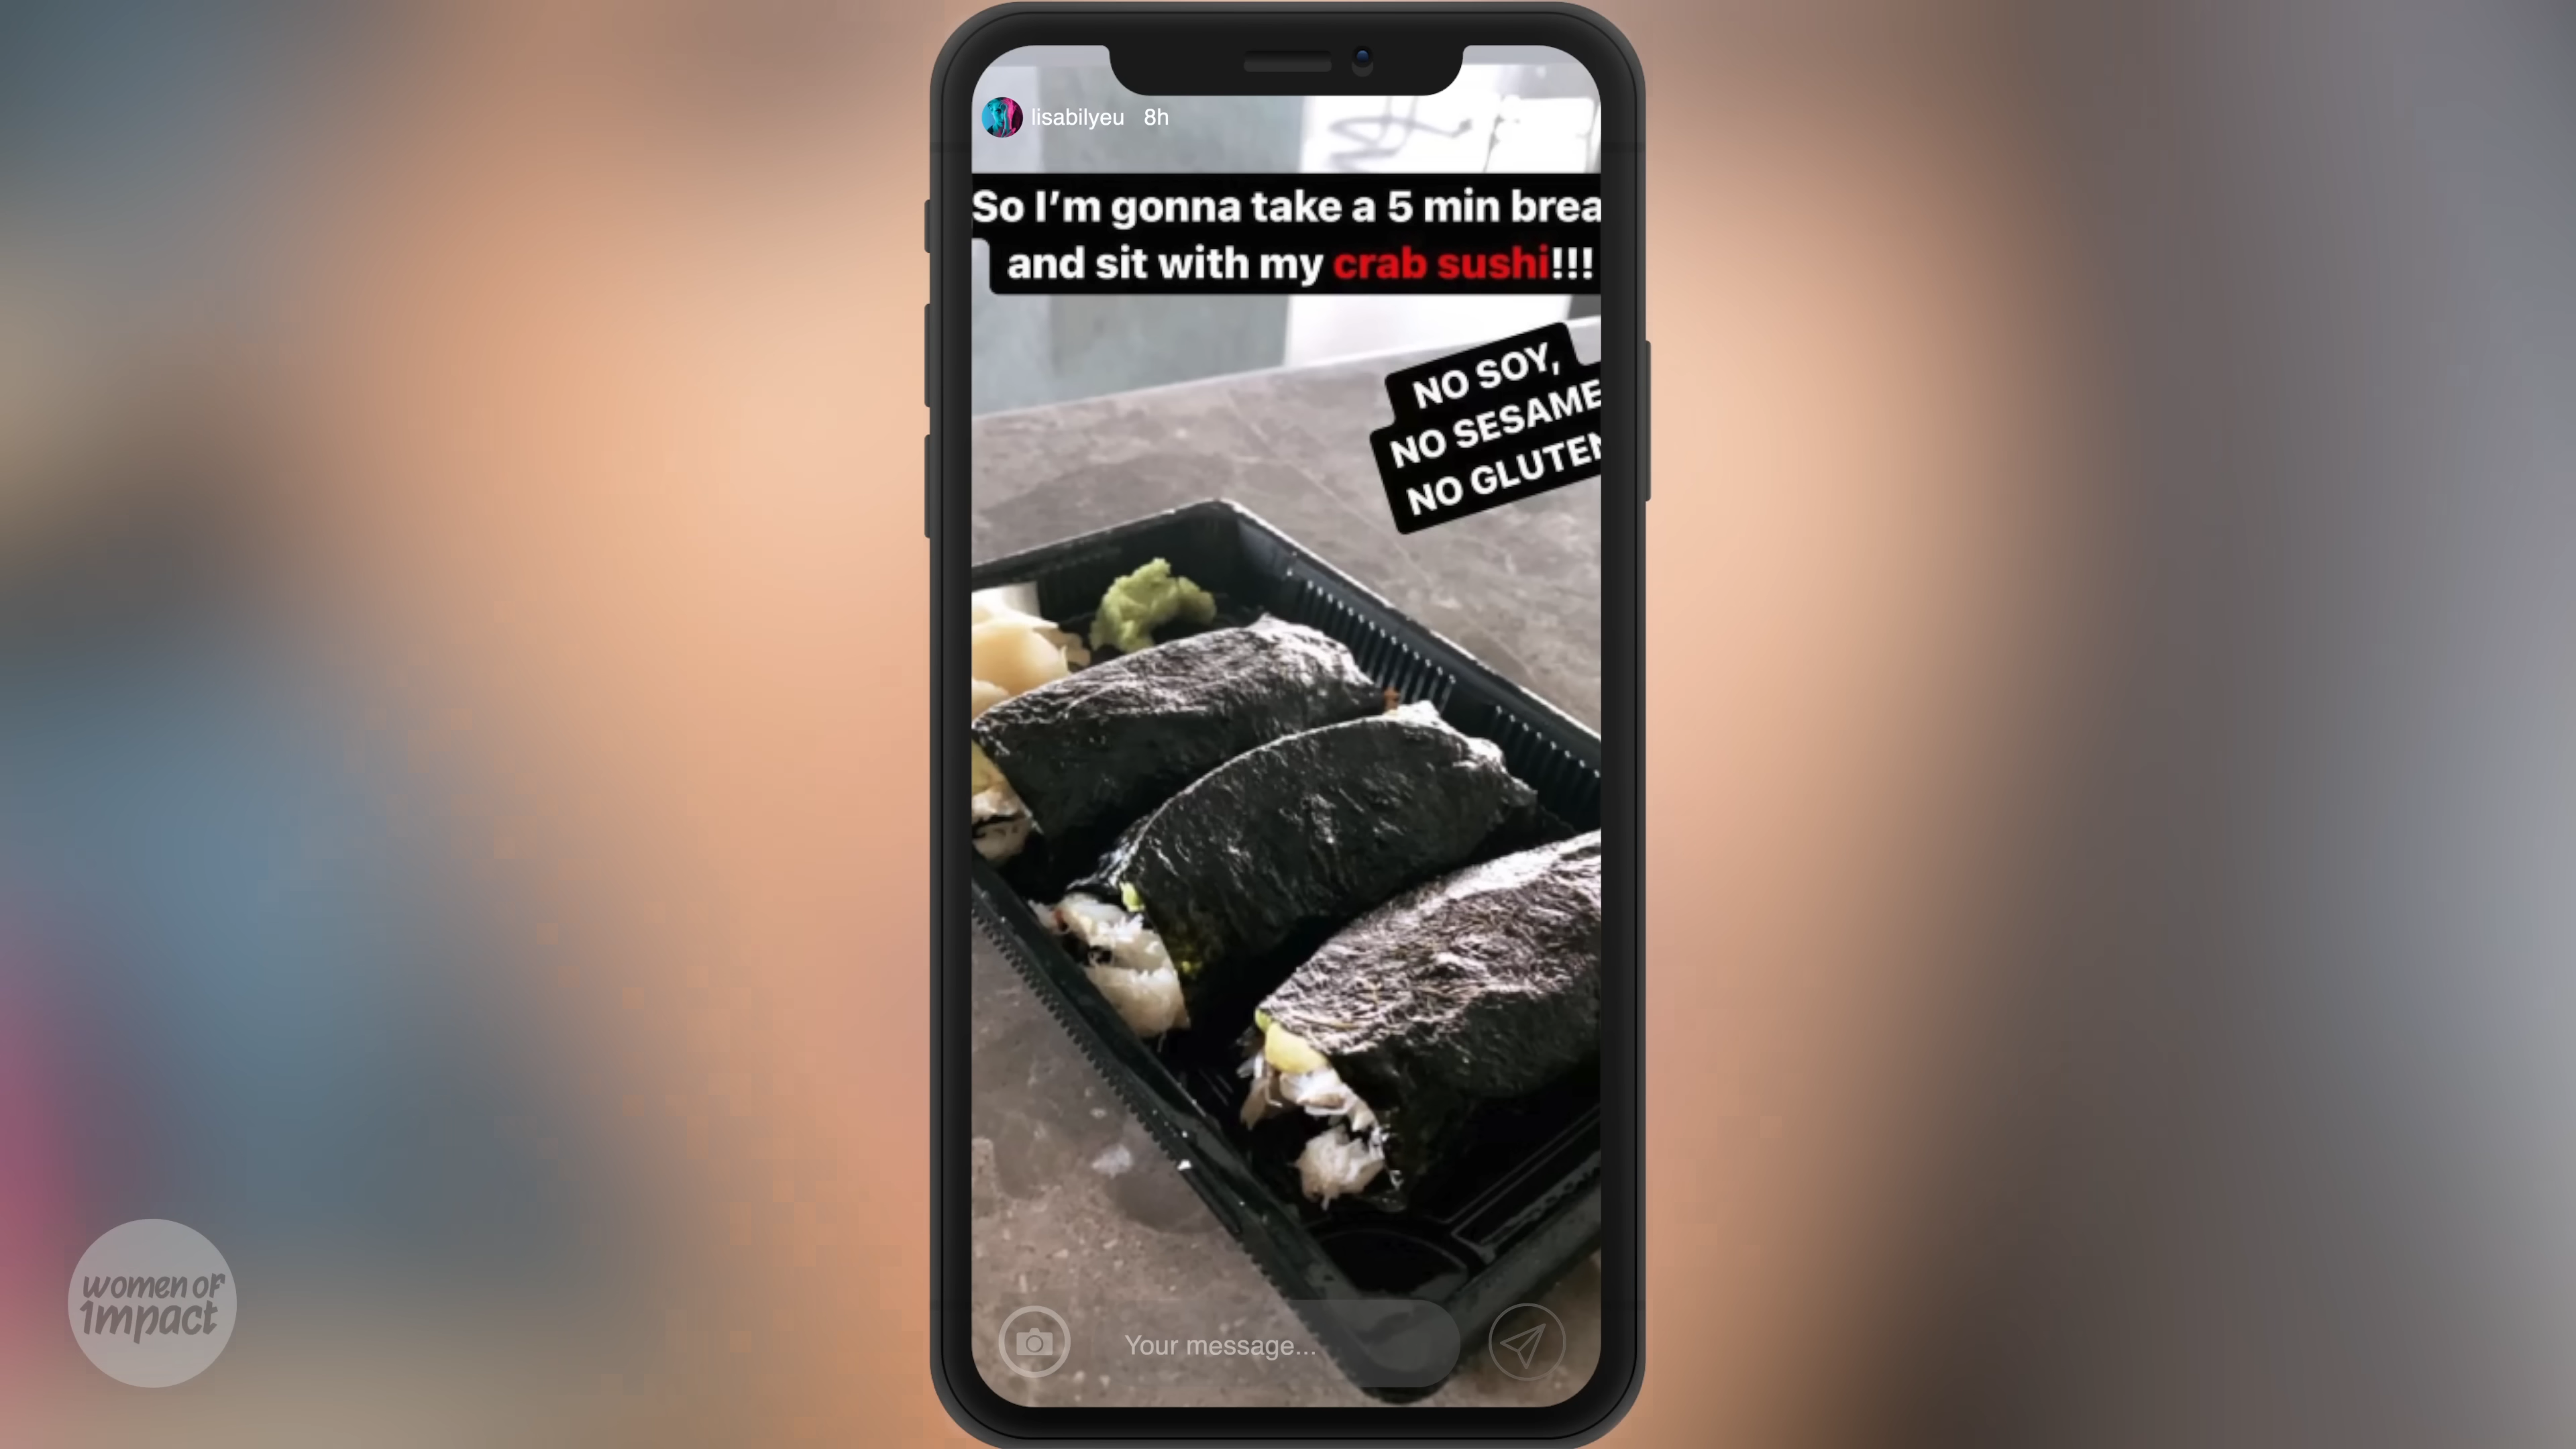 lisabilyeu 8h
So I'm gonna take a 5 min brea
and sit with my crab sushi!!!
NO SOY,
NO SESAME
NO GLUTEN
Your message...
women of
1mpact